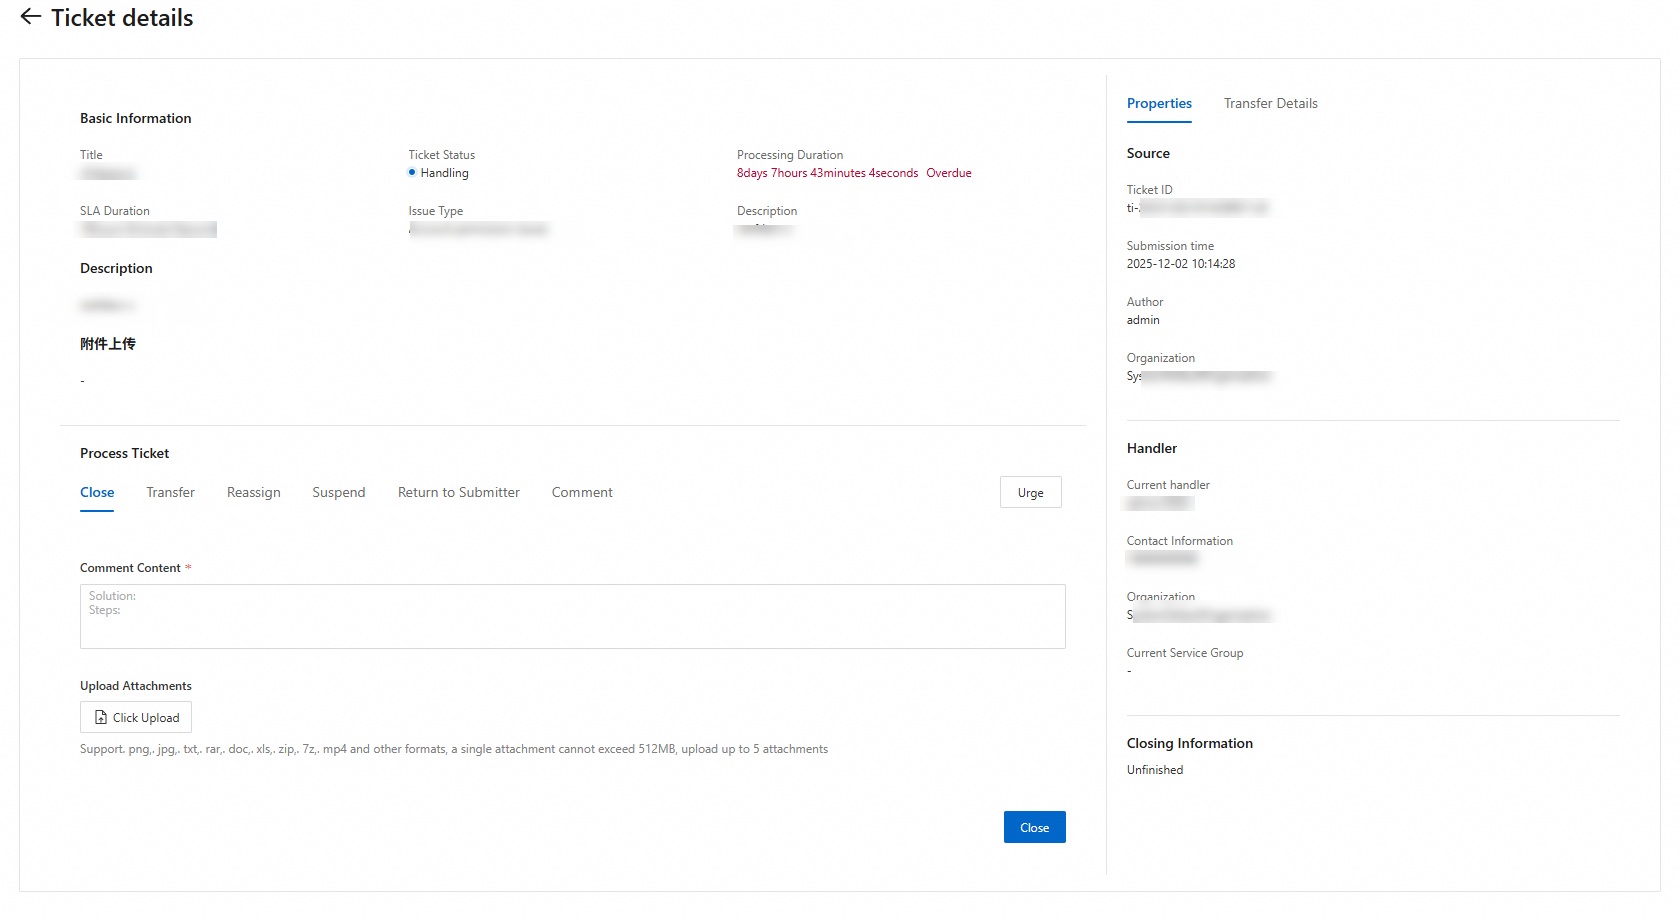 Ticket details
Basic Information
Title
Ticket Status
Handling
Processing Duration
8days 7hours 43minutes 4seconds Overdue
SLA Duration
Issue Type
Description
Description
附件上传
-
Process Ticket
Close
Transfer
Reassign
Suspend
Return to Submitter
Comment
Urge
Comment Content *
Solution:
Steps:
Upload Attachments
Click Upload
Support. png,. jpg,. txt,. rar,. doc,. xls,. zip,. 7z,. mp4 and other formats, a single attachment cannot exceed 512MB, upload up to 5 attachments
Close
Properties
Transfer Details
Source
Ticket ID
Submission time
2025-12-02 10:14:28
Author
admin
Organization
Handler
Current handler
Contact Information
Organization
Current Service Group
-
Closing Information
Unfinished